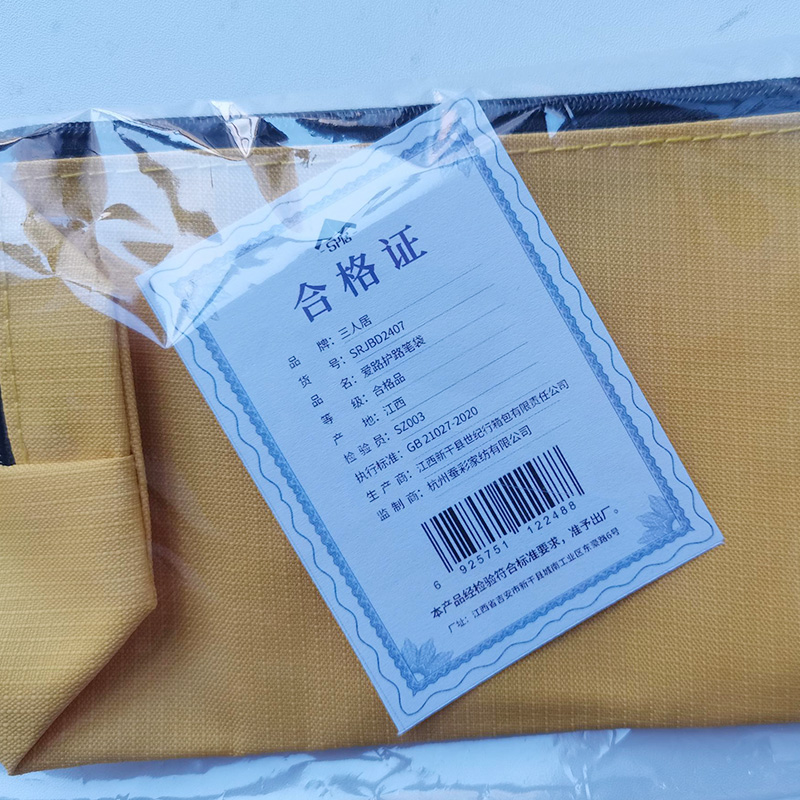 合格证
品牌：三人居
货号：SRJBD2407
品名：爱路护路笔袋
等级：合格品
产地：江西
检验员：SZ003
执行标准：GB 21027-2020
生产商：江西新干县世纪行箱包有限责任公司
监制商：杭州蚕彩家纺有限公司
6 925751 122488
本产品经检验符合标准要求，准予出厂。
厂址：江西省吉安市新干县城南工业区东梁路6号